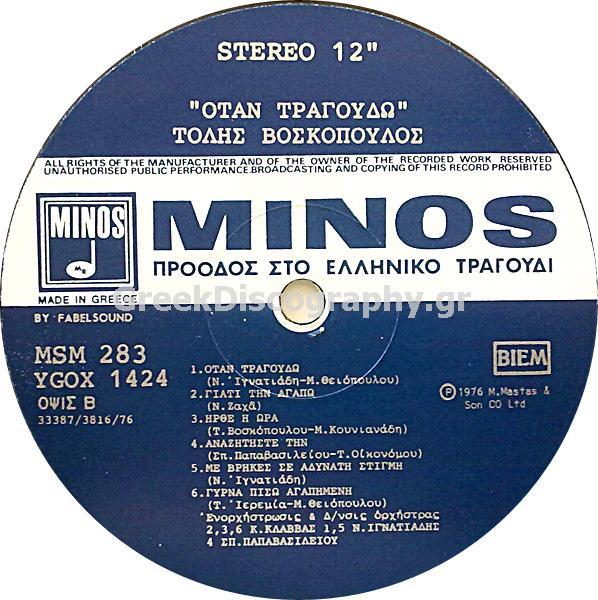 STEREO 12"
"ΟΤΑΝ ΤΡΑΓΟΥΔΩ"
ΤΟΛΗΣ ΒΟΣΚΟΠΟΥΛΟΣ
ALL RIGHTS OF THE MANUFACTURER AND OF THE OWNER OF THE RECORDED WORK RESERVED
UNAUTHORISED PUBLIC PERFORMANCE.BROADCASTING AND COPYING OF THIS RECORD PROHIBITED
MINOS
MINOS
ΠΡΟΟΔΟΣ ΣΤΟ ΕΛΛΗΝΙΚΟ ΤΡΑΓΟΥΔΙ
MADE IN GREECE
GreekDiscography.gr
BY FABELSOUND
MSM 283
YGOX 1424
ΟΨΙΣ Β
33387/3816/76
BIEM
Ⓟ 1976 M.Mastas &
Son CO Ltd
1.ΟΤΑΝ ΤΡΑΓΟΥΔΩ
(Ν.Ἰγνατιάδη-Μ.Θειόπουλου)
2.ΓΙΑΤΙ ΤΗΝ ΑΓΑΠΩ
(Ν.Ζαχᾶ)
3.ΗΡΘΕ Η ΩΡΑ
(Τ.Βοσκόπουλου-Μ.Κουνιανάδη)
4.ΑΝΑΖΗΤΗΣΤΕ ΤΗΝ
(Σπ.Παπαβασιλείου-Τ.Οἰκονόμου)
5.ΜΕ ΒΡΗΚΕΣ ΣΕ ΑΔΥΝΑΤΗ ΣΤΙΓΜΗ
(Ν.Ἰγνατιάδη)
6.ΓΥΡΝΑ ΠΙΣΩ ΑΓΑΠΗΜΕΝΗ
(Τ.Ἱερεμία-Μ.Θειόπουλου)
Ἐνορχήστρωσις & Δ/νσις ὀρχήστρας
2,3,6 Κ.ΚΛΑΒΒΑΣ 1,5 Ν.ΙΓΝΑΤΙΑΔΗΣ
4 ΣΠ.ΠΑΠΑΒΑΣΙΛΕΙΟΥ